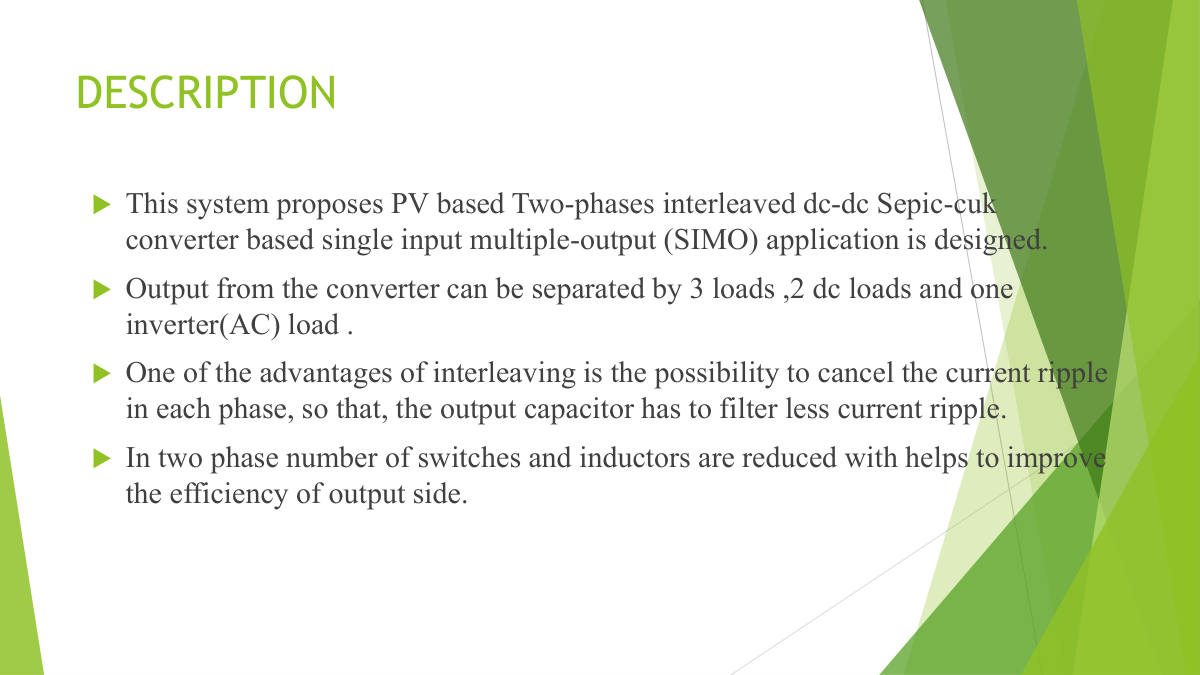 DESCRIPTION
This system proposes PV based Two-phases interleaved dc-dc Sepic-cuk
converter based single input multiple-output (SIMO) application is designed.
Output from the converter can be separated by 3 loads ,2 dc loads and one
inverter(AC) load .
One of the advantages of interleaving is the possibility to cancel the current ripple
in each phase, so that, the output capacitor has to filter less current ripple.
In two phase number of switches and inductors are reduced with helps to improve
the efficiency of output side.